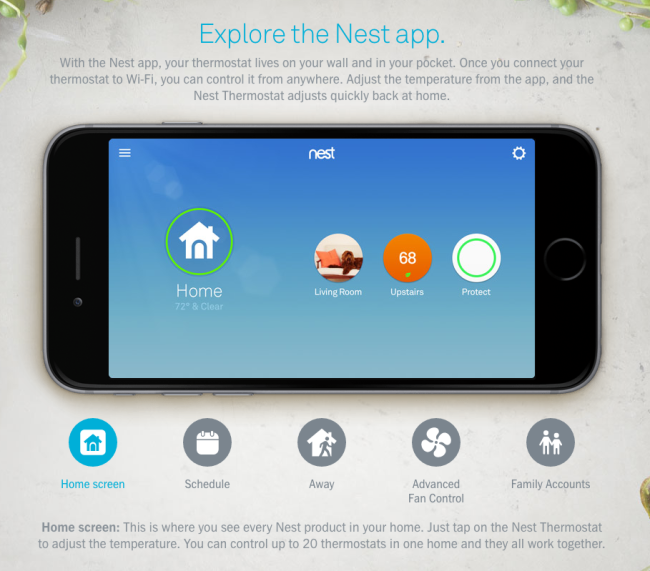 Explore the Nest app.
With the Nest app, your thermostat lives on your wall and in your pocket. Once you connect your
thermostat to Wi-Fi, you can control it from anywhere. Adjust the temperature from the app, and the
Nest Thermostat adjusts quickly back at home.
nest
68
Home
72° & Clear
Living Room
Upstairs
Protect
Home screen
Schedule
Away
Advanced
Fan Control
Family Accounts
Home screen: This is where you see every Nest product in your home. Just tap on the Nest Thermostat
to adjust the temperature. You can control up to 20 thermostats in one home and they all work together.